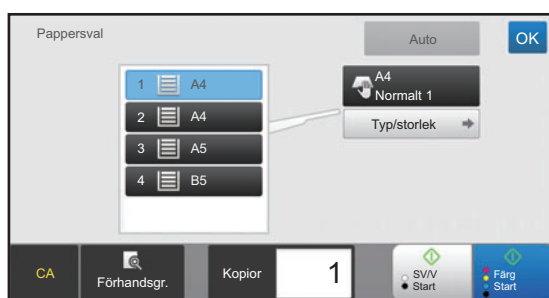 Pappersval
Auto
OK
1 A4
2 A4
3 A5
4 B5
A4
Normalt 1
Typ/storlek
CA
Förhandsgr.
Kopior
1
SV/V
Start
Färg
Start